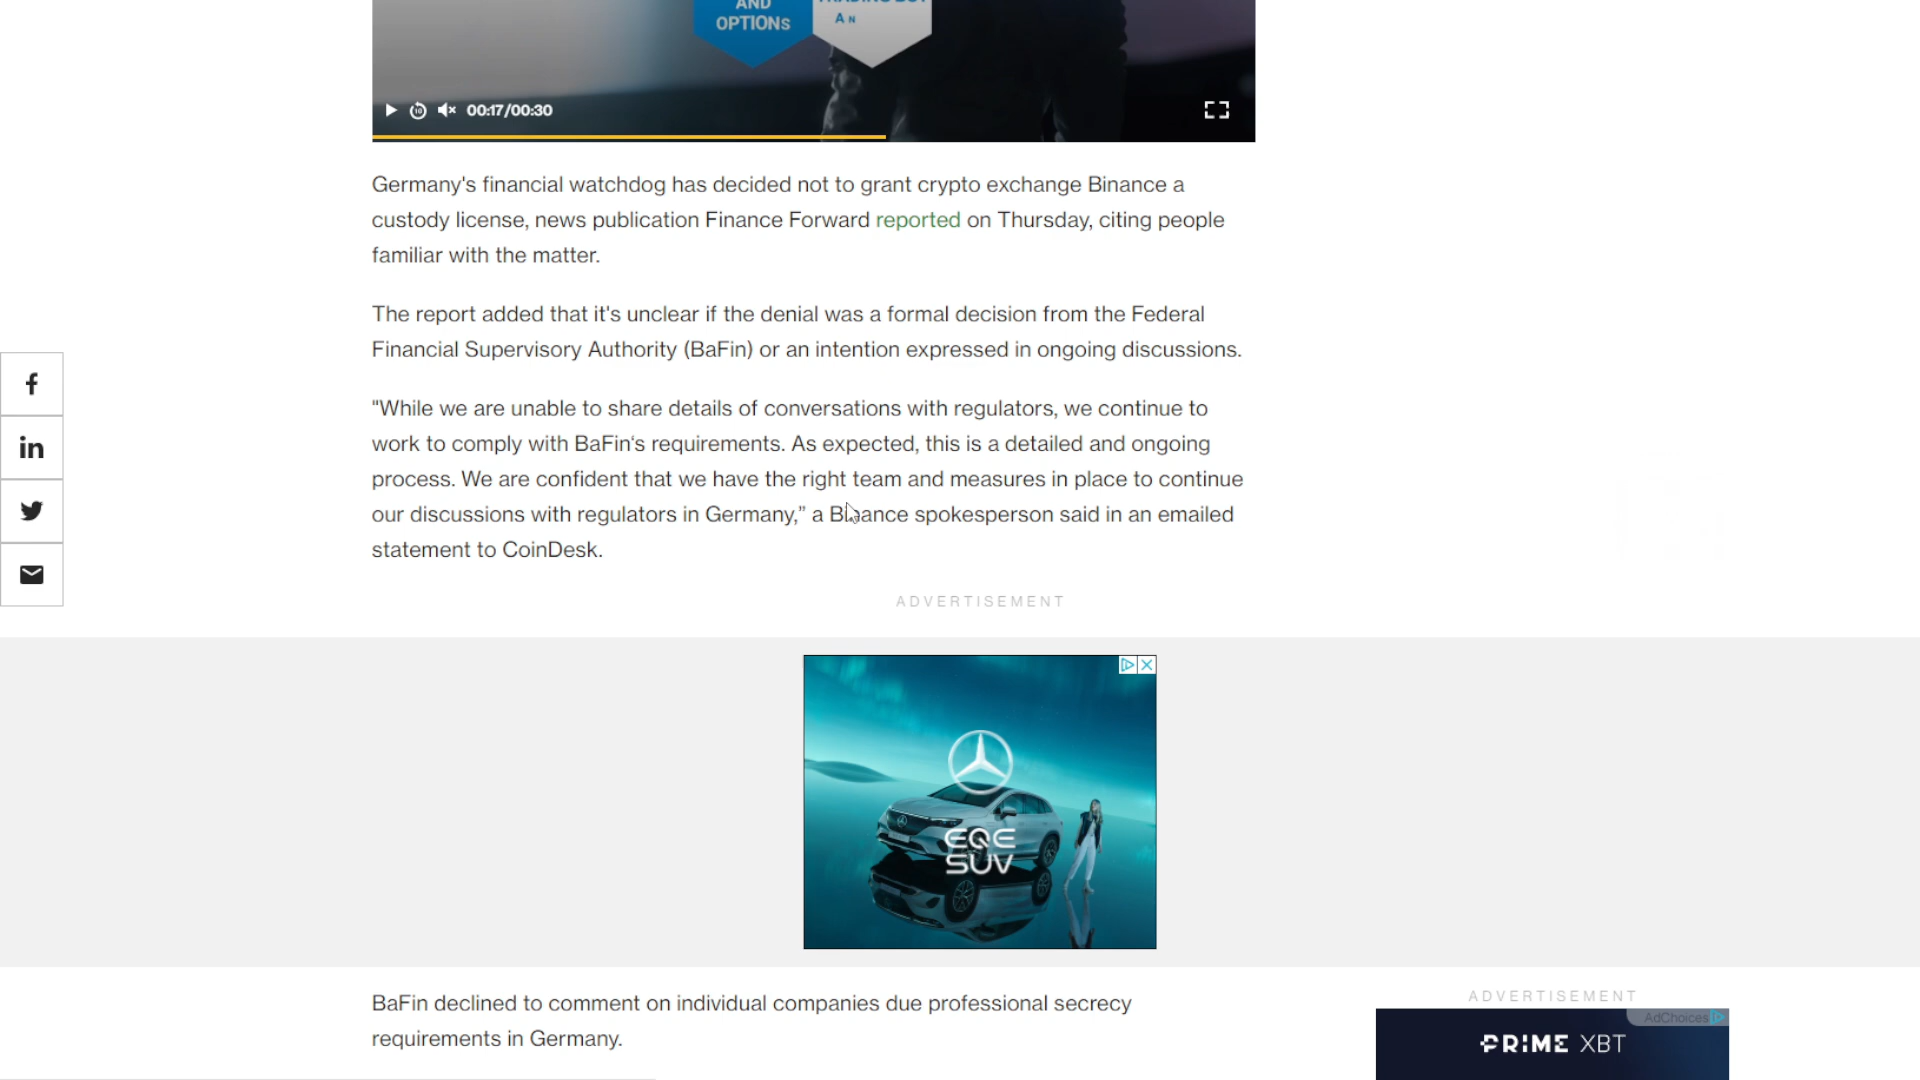 AND
OPTIONS
AN
00:17/00:30
Germany's financial watchdog has decided not to grant crypto exchange Binance a
custody license, news publication Finance Forward reported on Thursday, citing people
familiar with the matter.
The report added that it's unclear if the denial was a formal decision from the Federal
Financial Supervisory Authority (BaFin) or an intention expressed in ongoing discussions.
"While we are unable to share details of conversations with regulators, we continue to
work to comply with BaFin‘s requirements. As expected, this is a detailed and ongoing
process. We are confident that we have the right team and measures in place to continue
our discussions with regulators in Germany,” a Binance spokesperson said in an emailed
statement to CoinDesk.
ADVERTISEMENT
EQE
SUV
BaFin declined to comment on individual companies due professional secrecy
requirements in Germany.
ADVERTISEMENT
AdChoices
PRIME XBT